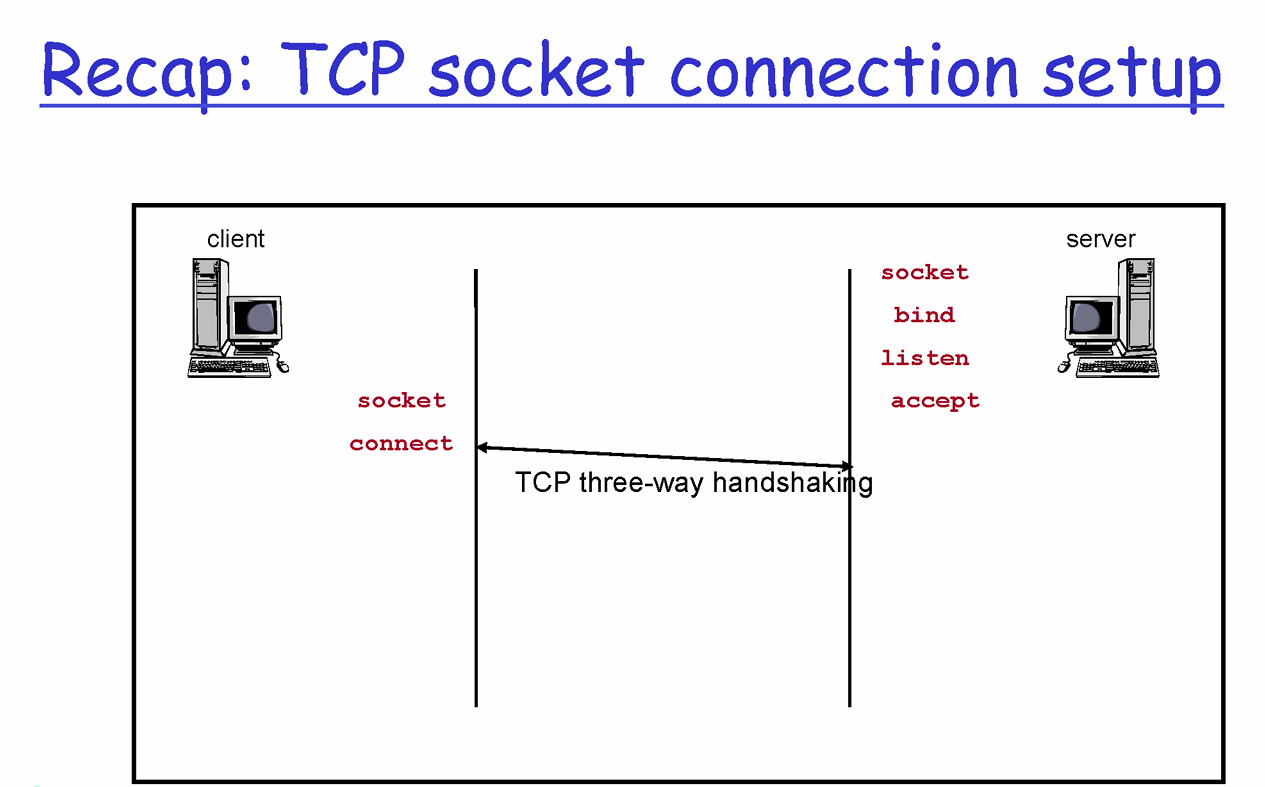 Recap: TCP socket connection setup
client
server
socket
bind
listen
accept
socket
connect
TCP three-way handshaking